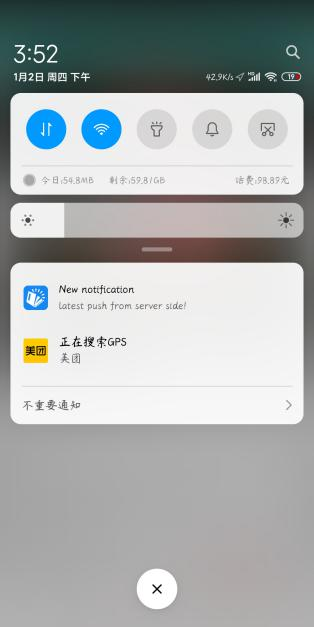 3:52
1月2日 周四 下午
42.9K/s
19
今日:54.8MB
剩余:59.81GB
话费:98.89元
New notification
latest push from server side!
美团
正在搜索GPS
美团
不重要通知